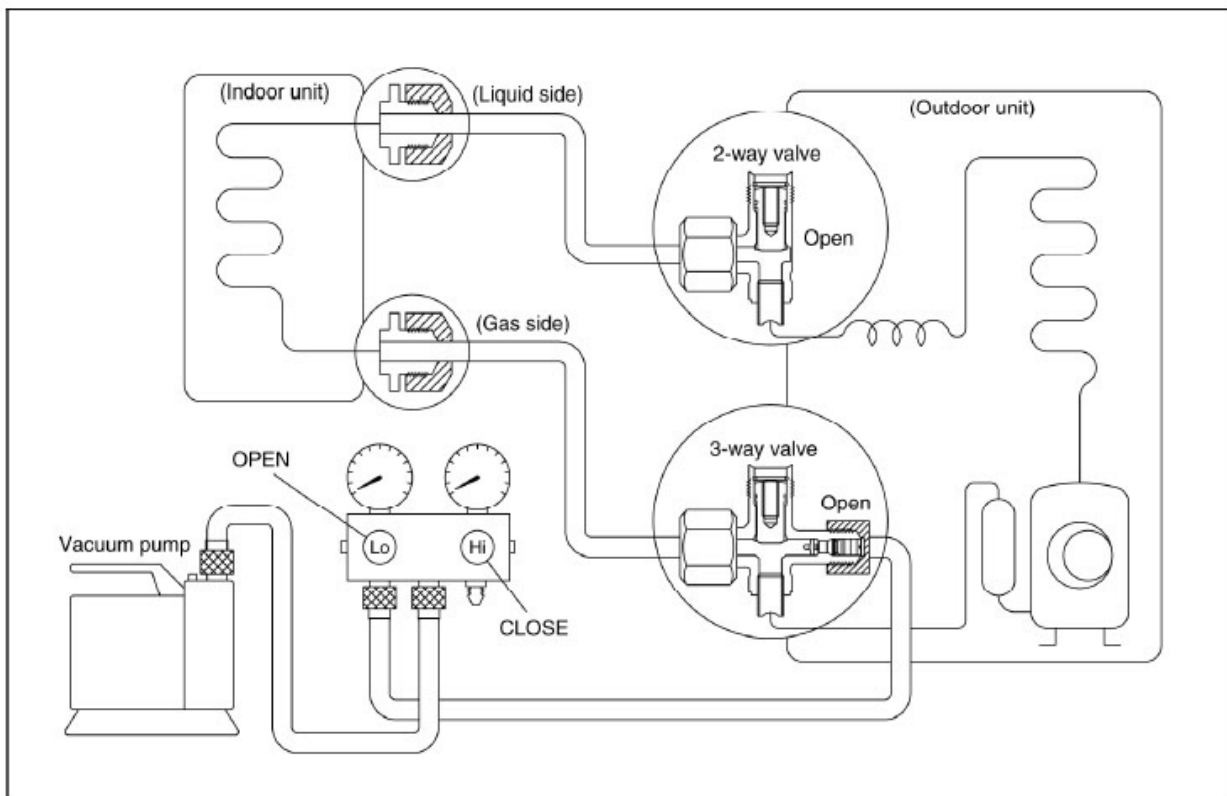 (Indoor unit)
(Liquid side)
(Outdoor unit)
2-way valve
Open
(Gas side)
3-way valve
OPEN
Open
Lo
Hi
Vacuum pump
CLOSE